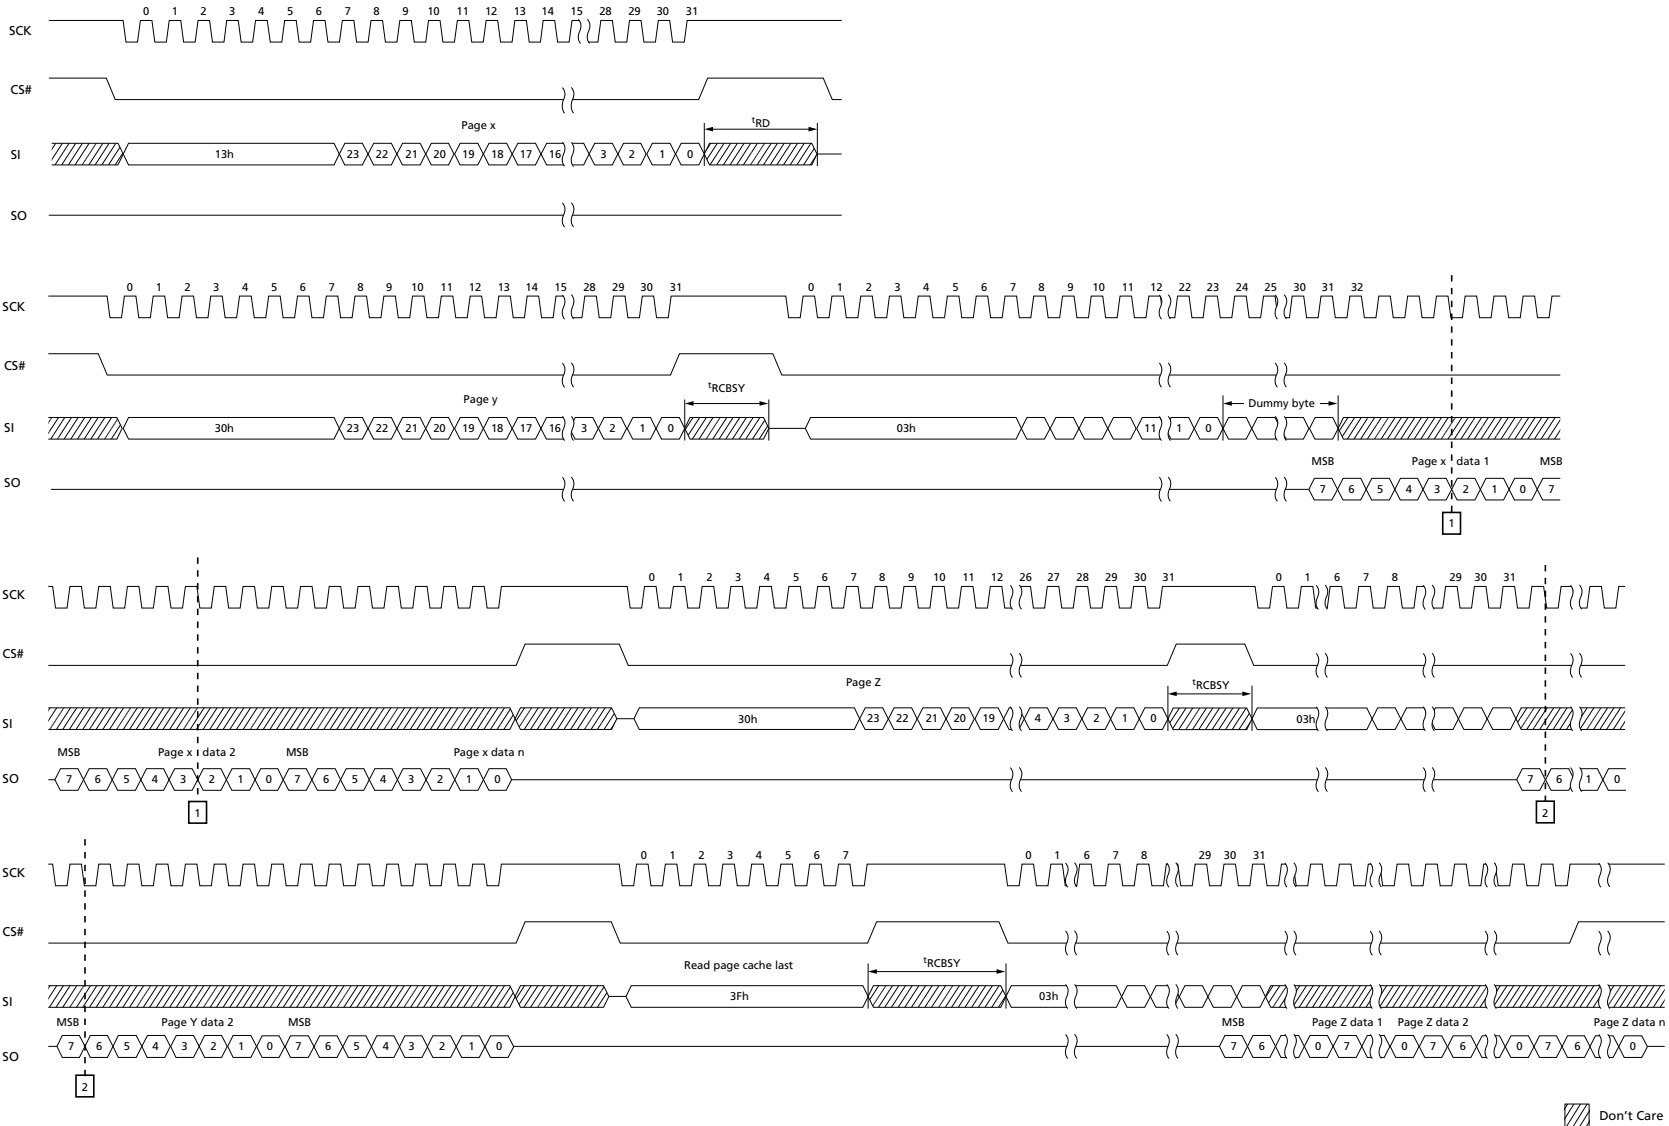 0 1 2 3 4 5 6 7 8 9 10 11 12 13 14 15 28 29 30 31
SCK
CS#
Page x
tRD
SI 13h 23 22 21 20 19 18 17 16 3 2 1 0
SO
0 1 2 3 4 5 6 7 8 9 10 11 12 13 14 15 28 29 30 31 0 1 2 3 4 5 6 7 8 9 10 11 12 22 23 24 25 30 31 32
SCK
CS#
Page y tRCBSY Dummy byte
SI 30h 23 22 21 20 19 18 17 16 3 2 1 0 03h 11 1 0
MSB Page x data 1 MSB
SO 7 6 5 4 3 2 1 0 7
1
0 1 2 3 4 5 6 7 8 9 10 11 12 26 27 28 29 30 31 0 1 6 7 8 29 30 31
SCK
CS#
Page Z tRCBSY
SI 30h 23 22 21 20 19 4 3 2 1 0 03h
MSB Page x data 2 MSB Page x data n
SO 7 6 5 4 3 2 1 0 7 6 5 4 3 2 1 0 7 6 1 0
1 2
0 1 2 3 4 5 6 7 0 1 6 7 8 29 30 31
SCK
CS#
Read page cache last tRCBSY
SI 3Fh 03h
MSB Page Y data 2 MSB MSB Page Z data 1 Page Z data 2 Page Z data n
SO 7 6 5 4 3 2 1 0 7 6 5 4 3 2 1 0 7 6 0 7 0 7 6 0 7 6 0
2
Don't Care